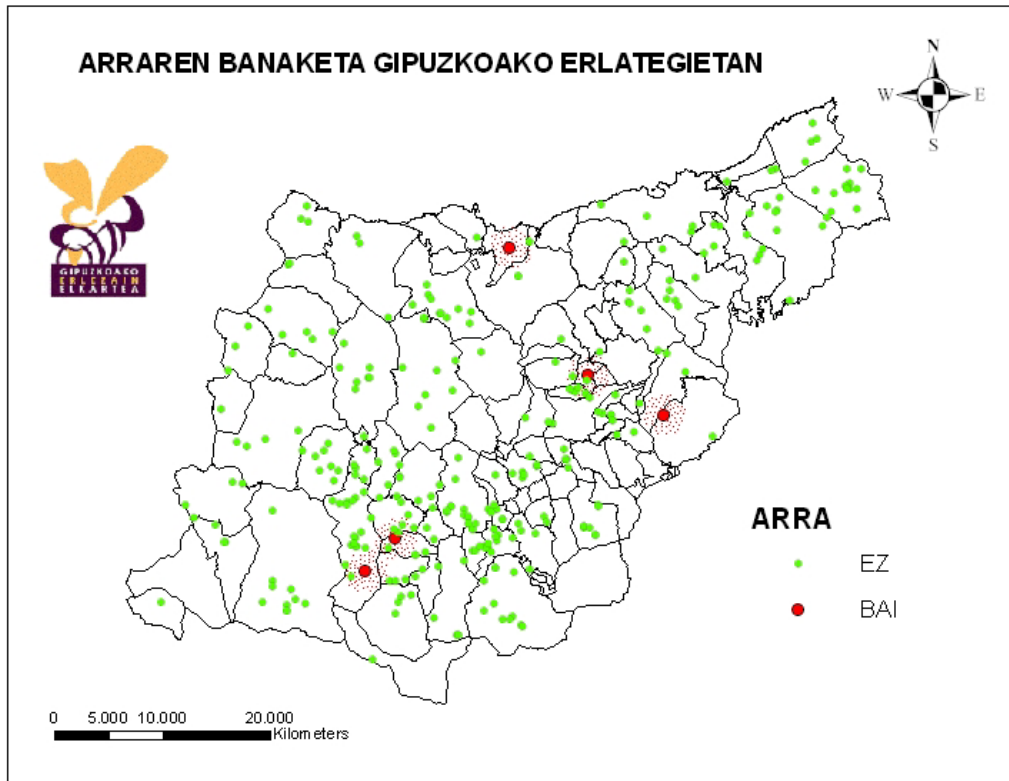 ARRAREN BANAKETA GIPUZKOAKO ERLATEGIETAN
N
W E
S
GIPUZKOAKO
ERLEZAIN
ELKARTEA
ARRA
EZ
BAI
0 5.000 10.000 20.000
Kilometers